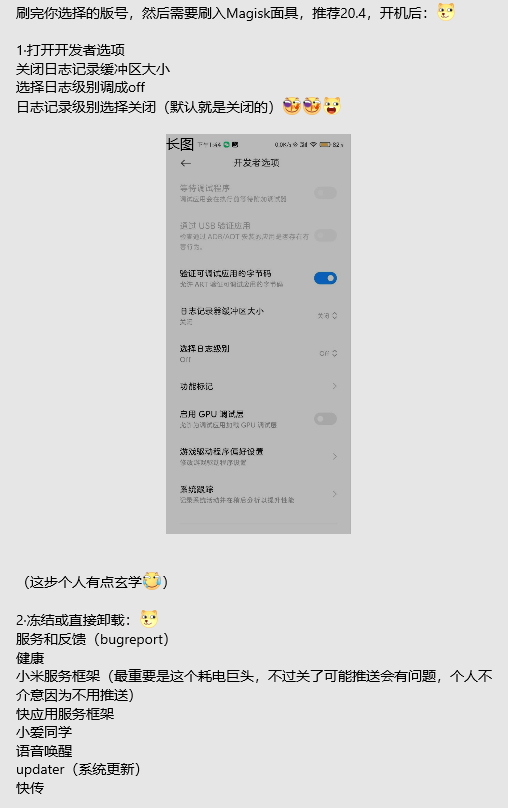 刷完你选择的版号，然后需要刷入Magisk面具，推荐20.4，开机后：
1·打开开发者选项
关闭日志记录缓冲区大小
选择日志级别调成off
日志记录级别选择关闭（默认就是关闭的）
长图 下午1:44 0.0K/s 82
开发者选项
等待调试程序
调试应用会在执行前等待附加调试器
通过 USB 验证应用
检查通过 ADB/ADT 安装的应用是否存在有害行为。
验证可调试应用的字节码
允许 ART 验证可调试应用的字节码
日志记录器缓冲区大小
关闭
关闭
选择日志级别
Off
Off
功能标记
启用 GPU 调试层
允许为调试应用加载 GPU 调试层
游戏驱动程序偏好设置
修改游戏驱动程序设置
系统跟踪
记录系统活动并在稍后分析以提升性能
（这步个人有点玄学）
2·冻结或直接卸载：
服务和反馈（bugreport）
健康
小米服务框架（最重要是这个耗电巨头，不过关了可能推送会有问题，个人不
介意因为不用推送）
快应用服务框架
小爱同学
语音唤醒
updater（系统更新）
快传